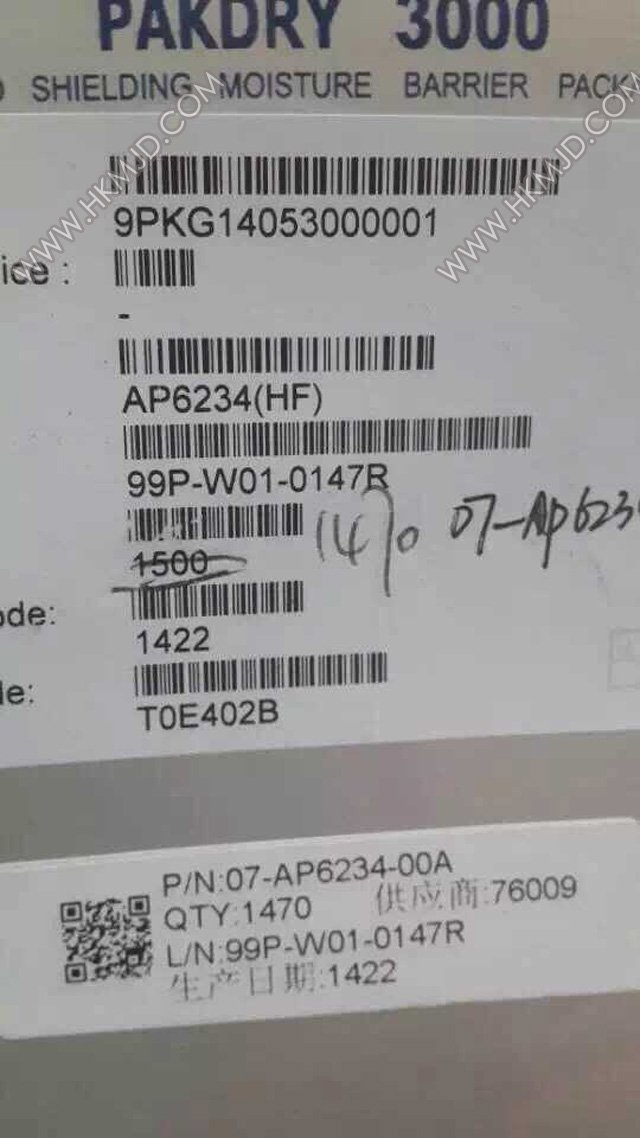 PAKDRY 3000
SHIELDING MOISTURE BARRIER PACK
9PKG14053000001
ice :
-
AP6234(HF)
99P-W01-0147R
1500 1470 07-AP623
ode:
1422
le:
T0E402B
P/N:07-AP6234-00A
QTY:1470 供应商:76009
L/N:99P-W01-0147R
生产日期:1422
WWW.HKMJD.COM
WWW.HKMJD.COM